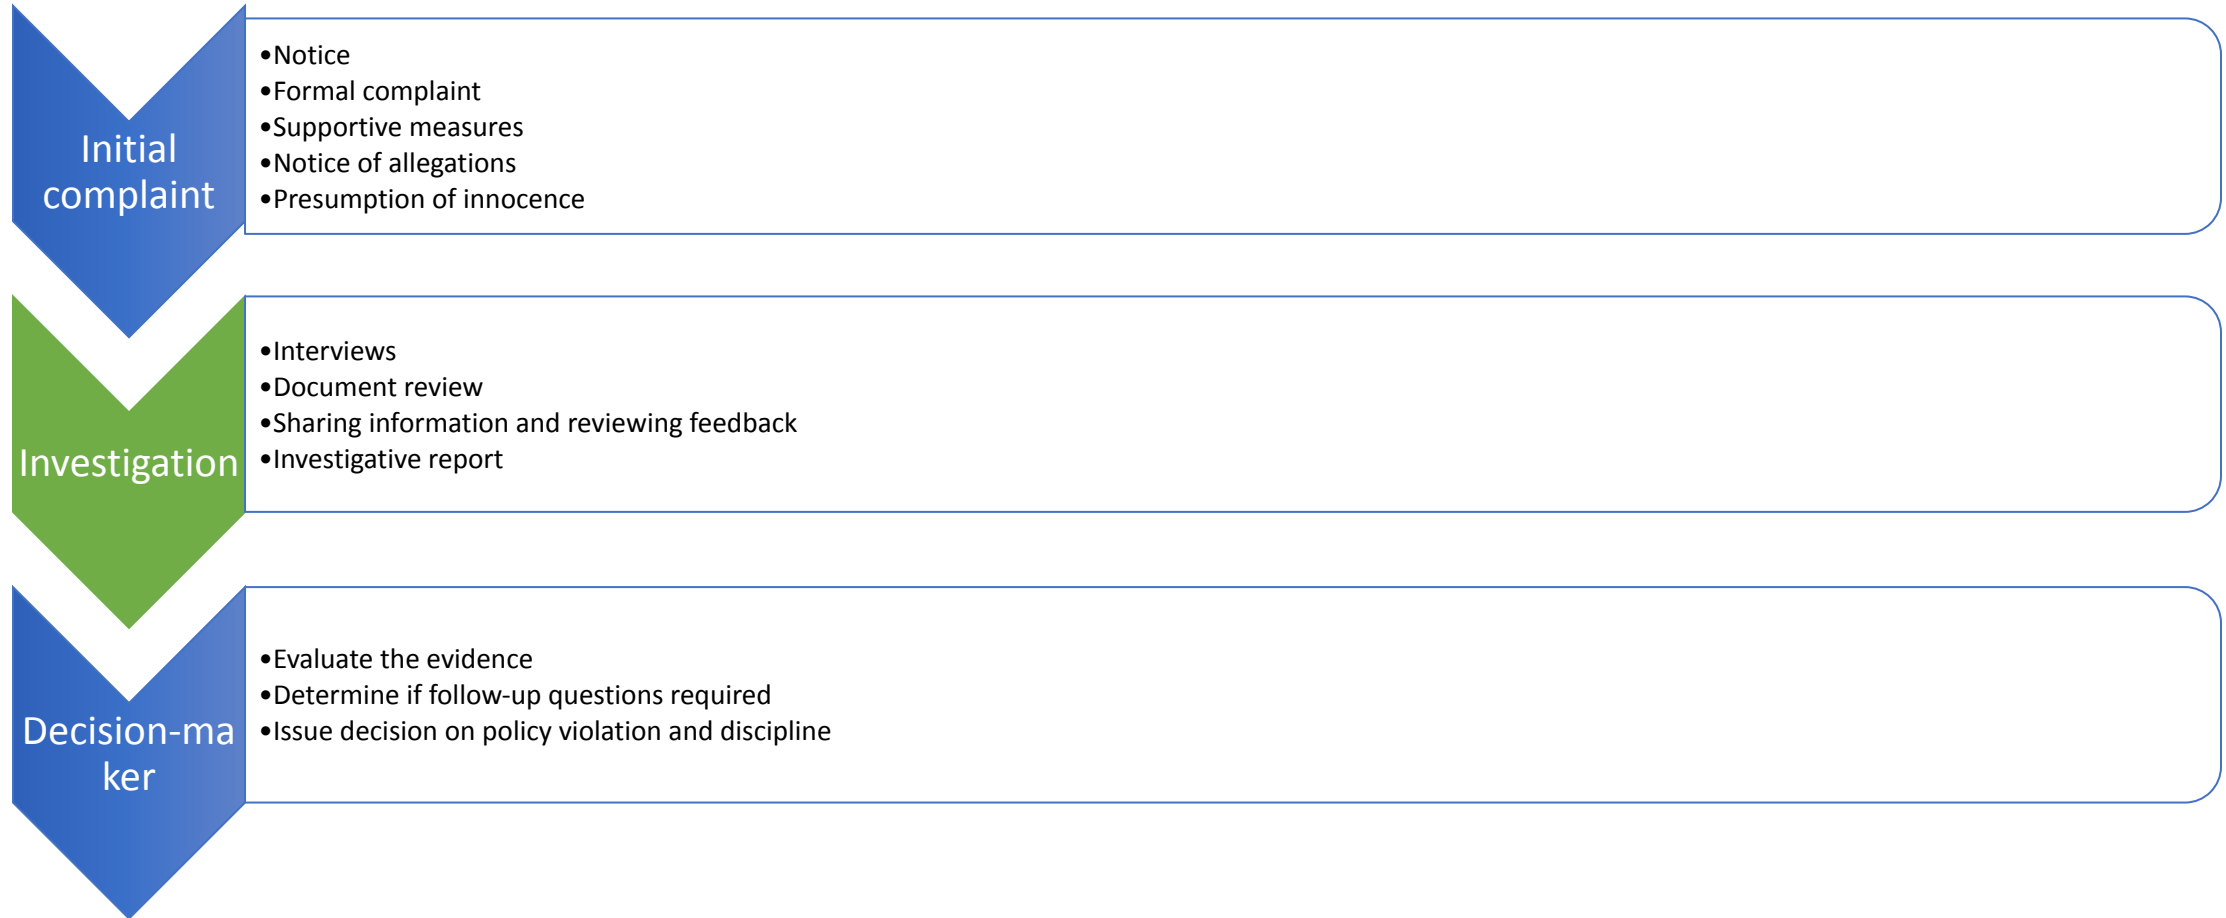 Initial
complaint
•Notice
•Formal complaint
•Supportive measures
•Notice of allegations
•Presumption of innocence
Investigation
•Interviews
•Document review
•Sharing information and reviewing feedback
•Investigative report
Decision-ma
ker
•Evaluate the evidence
•Determine if follow-up questions required
•Issue decision on policy violation and discipline